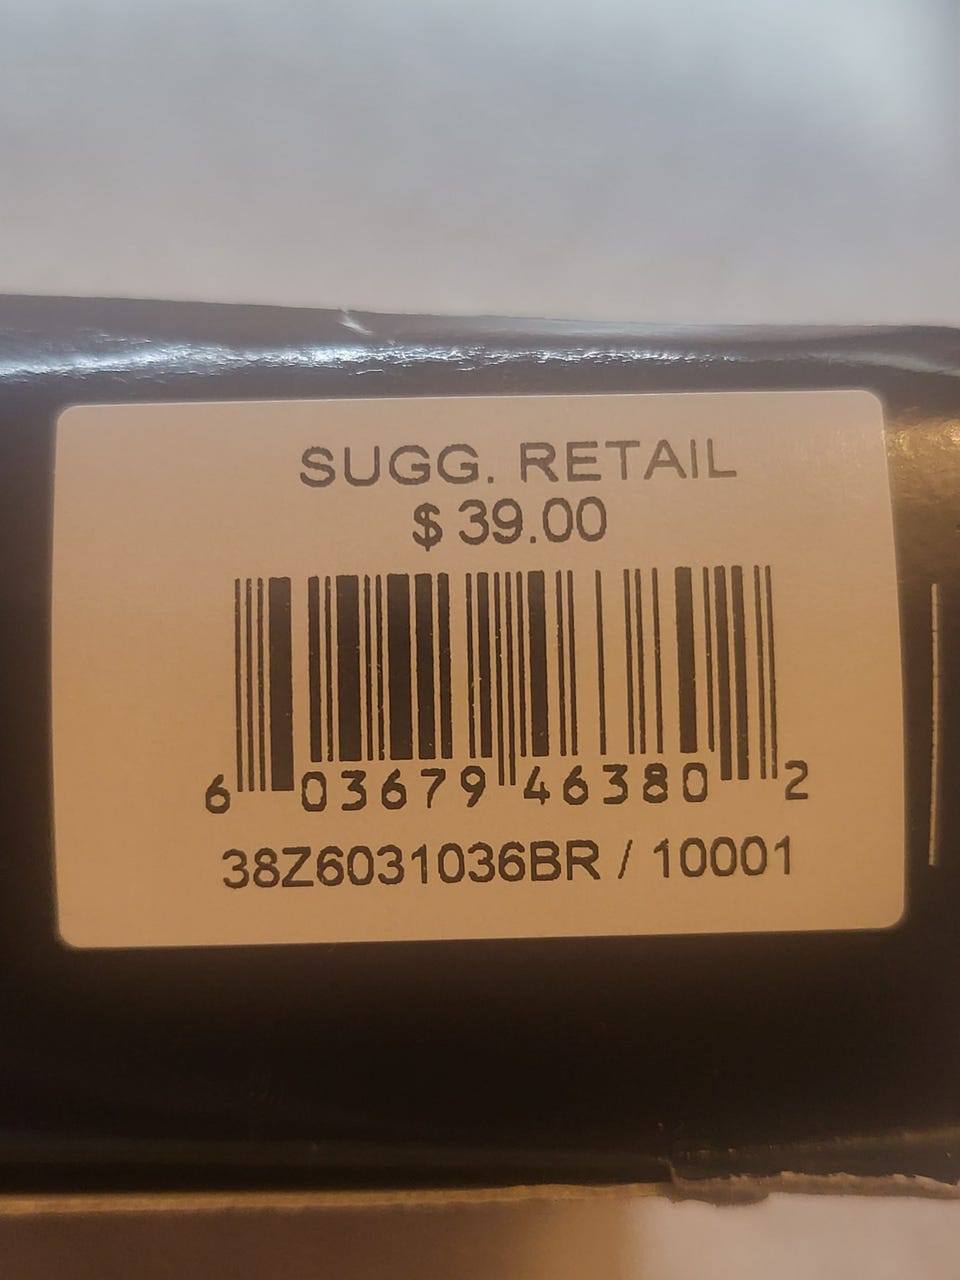 SUGG. RETAIL
$ 39.00
6 03679 46380 2
38Z6031036BR / 10001